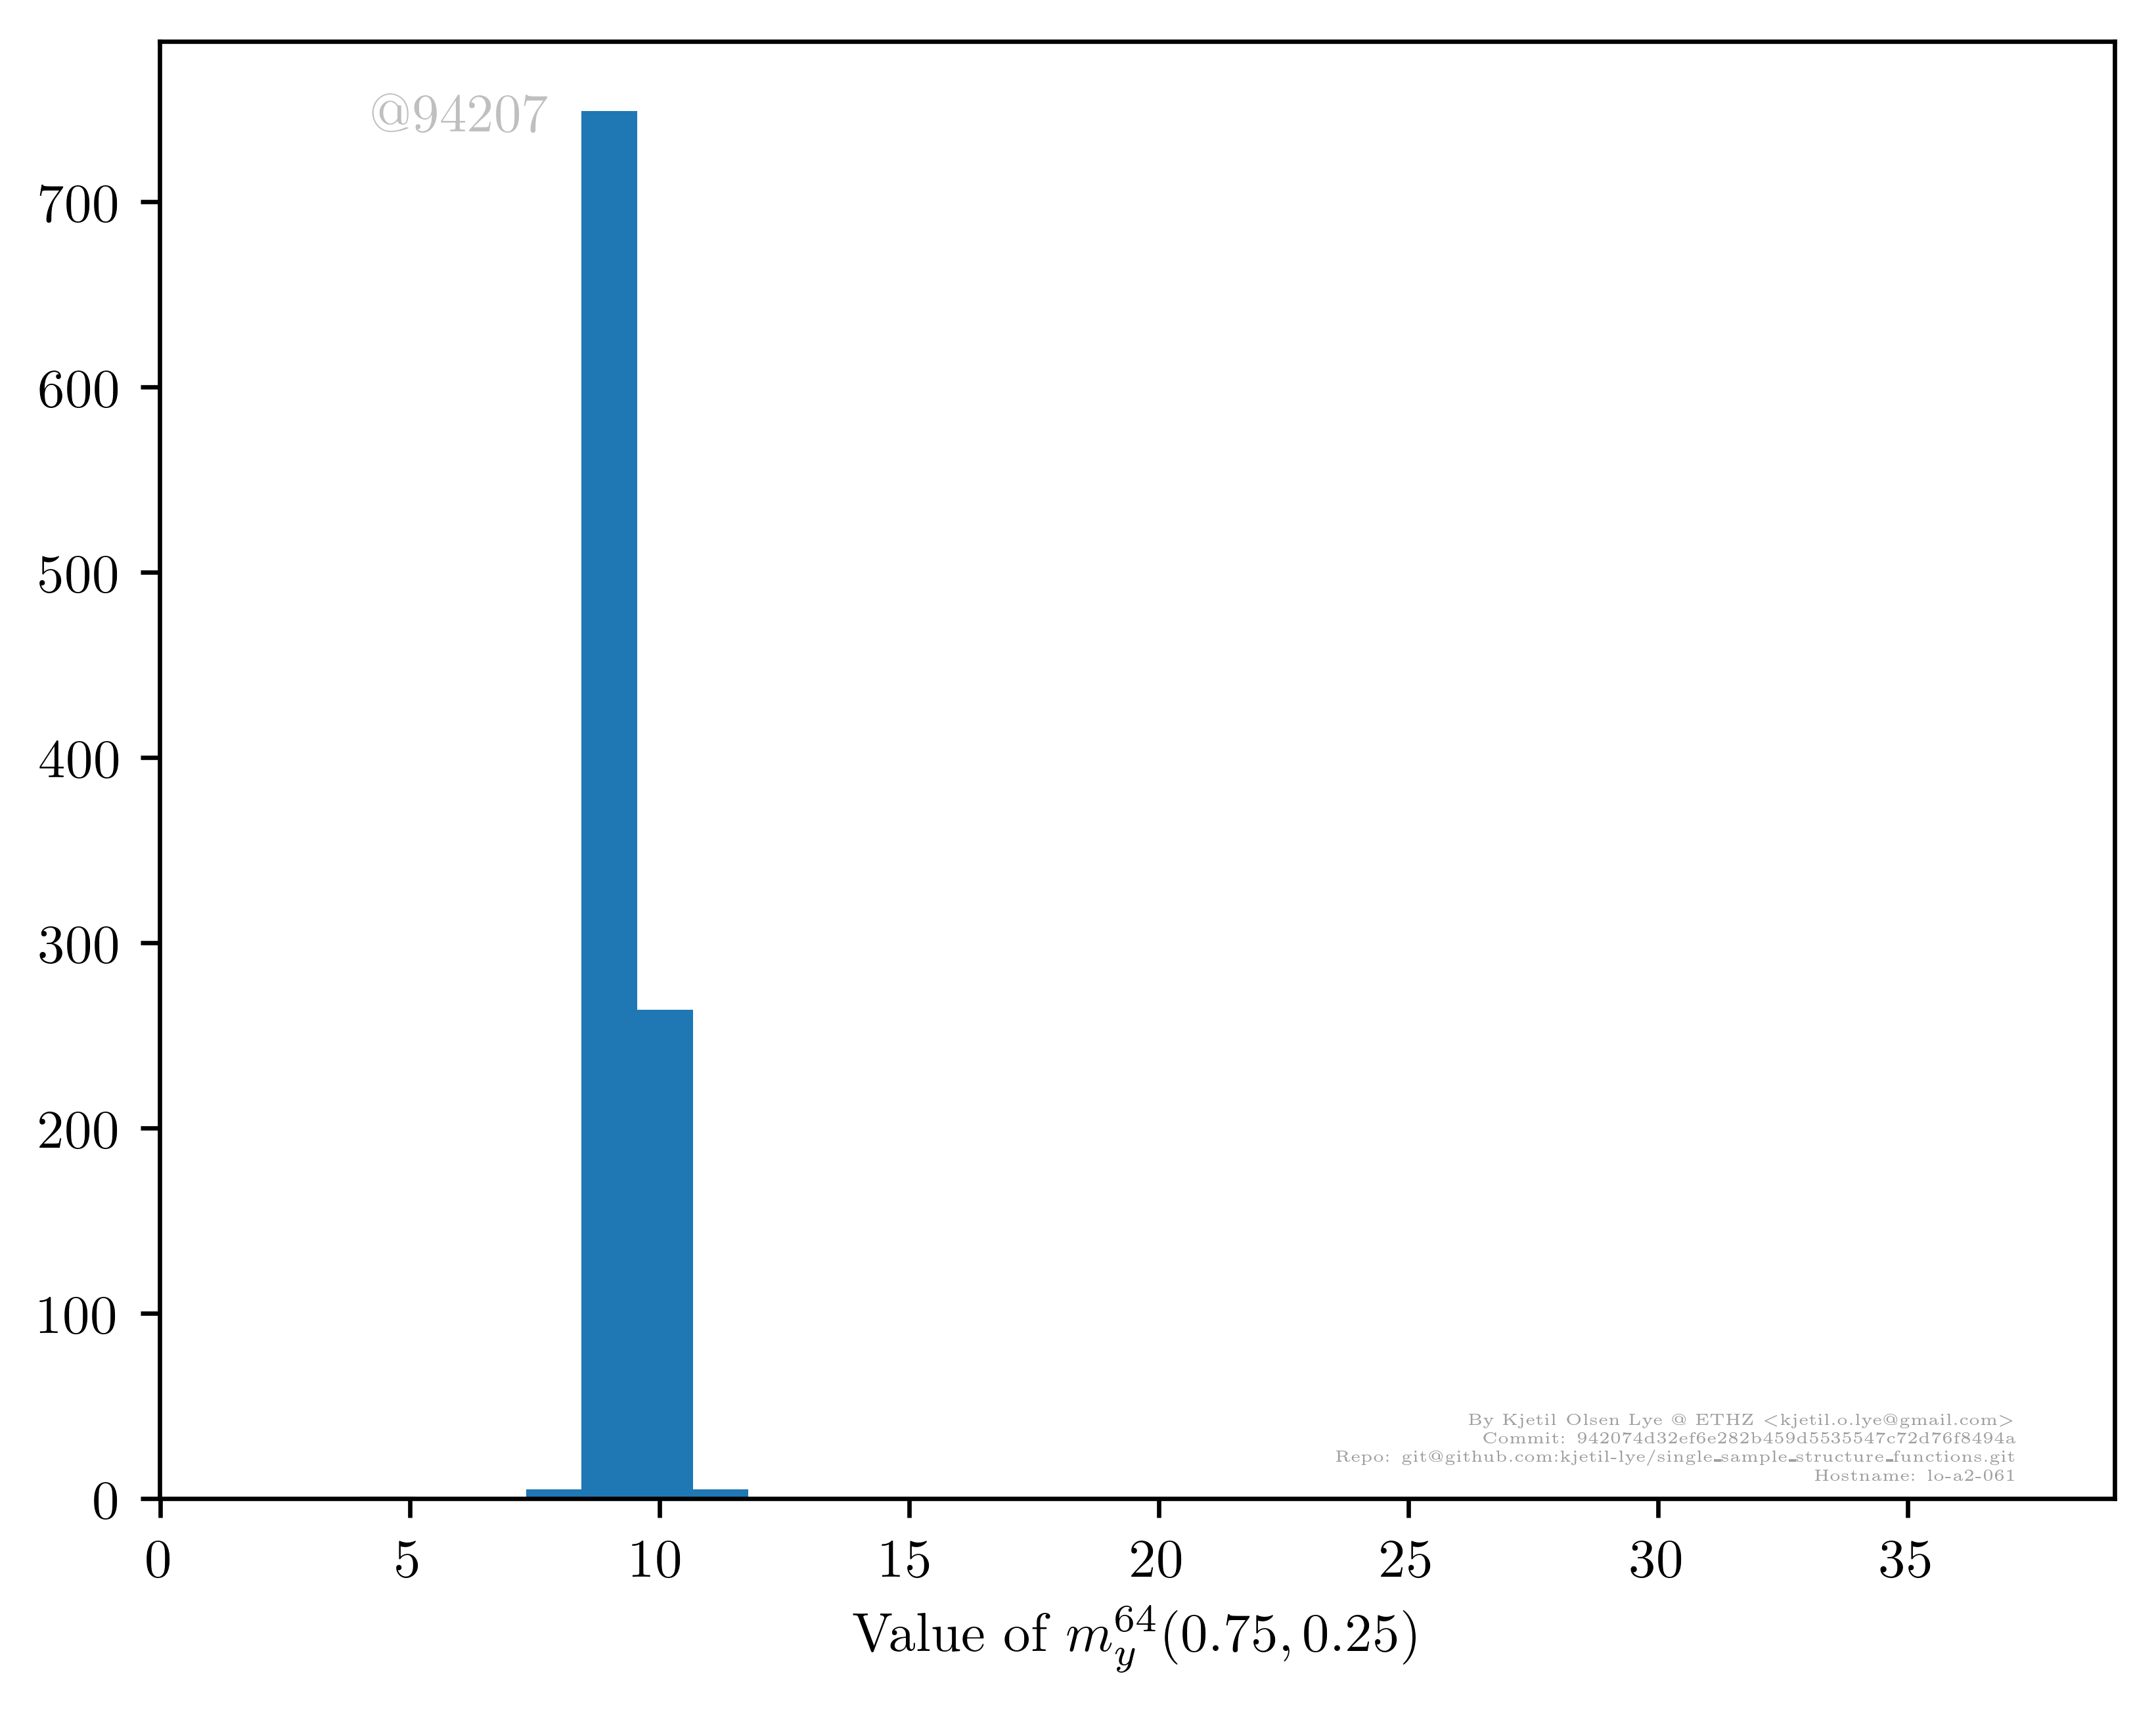 @94207
700
600
500
400
300
200
100
0
By Kjetil Olsen Lye @ ETHZ <kjetil.o.lye@gmail.com>
Commit: 942074d32ef6e282b459d5535547c72d76f8494a
Repo: git@github.com:kjetil-lye/single_sample_structure_functions.git
Hostname: lo-a2-061
0 5 10 15 20 25 30 35
Value of $m_y^{64}(0.75, 0.25)$